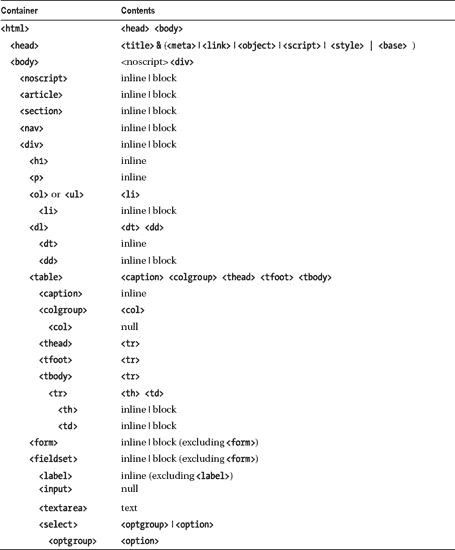 Container Contents
<html> <head> <body>
<head> <title> & (<meta>|<link>|<object>|<script>| <style> | <base> )
<body> <noscript> <div>
<noscript> inline | block
<article> inline | block
<section> inline | block
<nav> inline | block
<div> inline | block
<h1> inline
<p> inline
<ol> or <ul> <li>
<li> inline | block
<dl> <dt> <dd>
<dt> inline
<dd> inline | block
<table> <caption> <colgroup> <thead> <tfoot> <tbody>
<caption> inline
<colgroup> <col>
<col> null
<thead> <tr>
<tfoot> <tr>
<tbody> <tr>
<tr> <th> <td>
<th> inline | block
<td> inline | block
<form> inline | block (excluding <form>)
<fieldset> inline | block (excluding <form>)
<label> inline (excluding <label>)
<input> null
<textarea> text
<select> <optgroup> | <option>
<optgroup> <option>